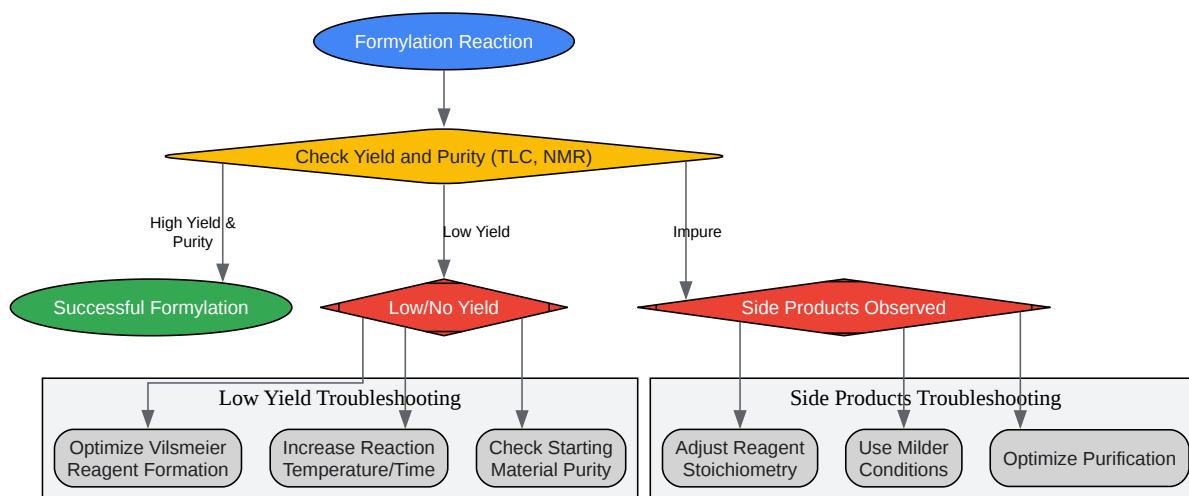 Formylation Reaction
Check Yield and Purity (TLC, NMR)
High Yield &
Purity
Low Yield
Impure
Successful Formylation
Low/No Yield
Side Products Observed
Low Yield Troubleshooting
Side Products Troubleshooting
Optimize Vilsmeier
Reagent Formation
Increase Reaction
Temperature/Time
Check Starting
Material Purity
Adjust Reagent
Stoichiometry
Use Milder
Conditions
Optimize Purification